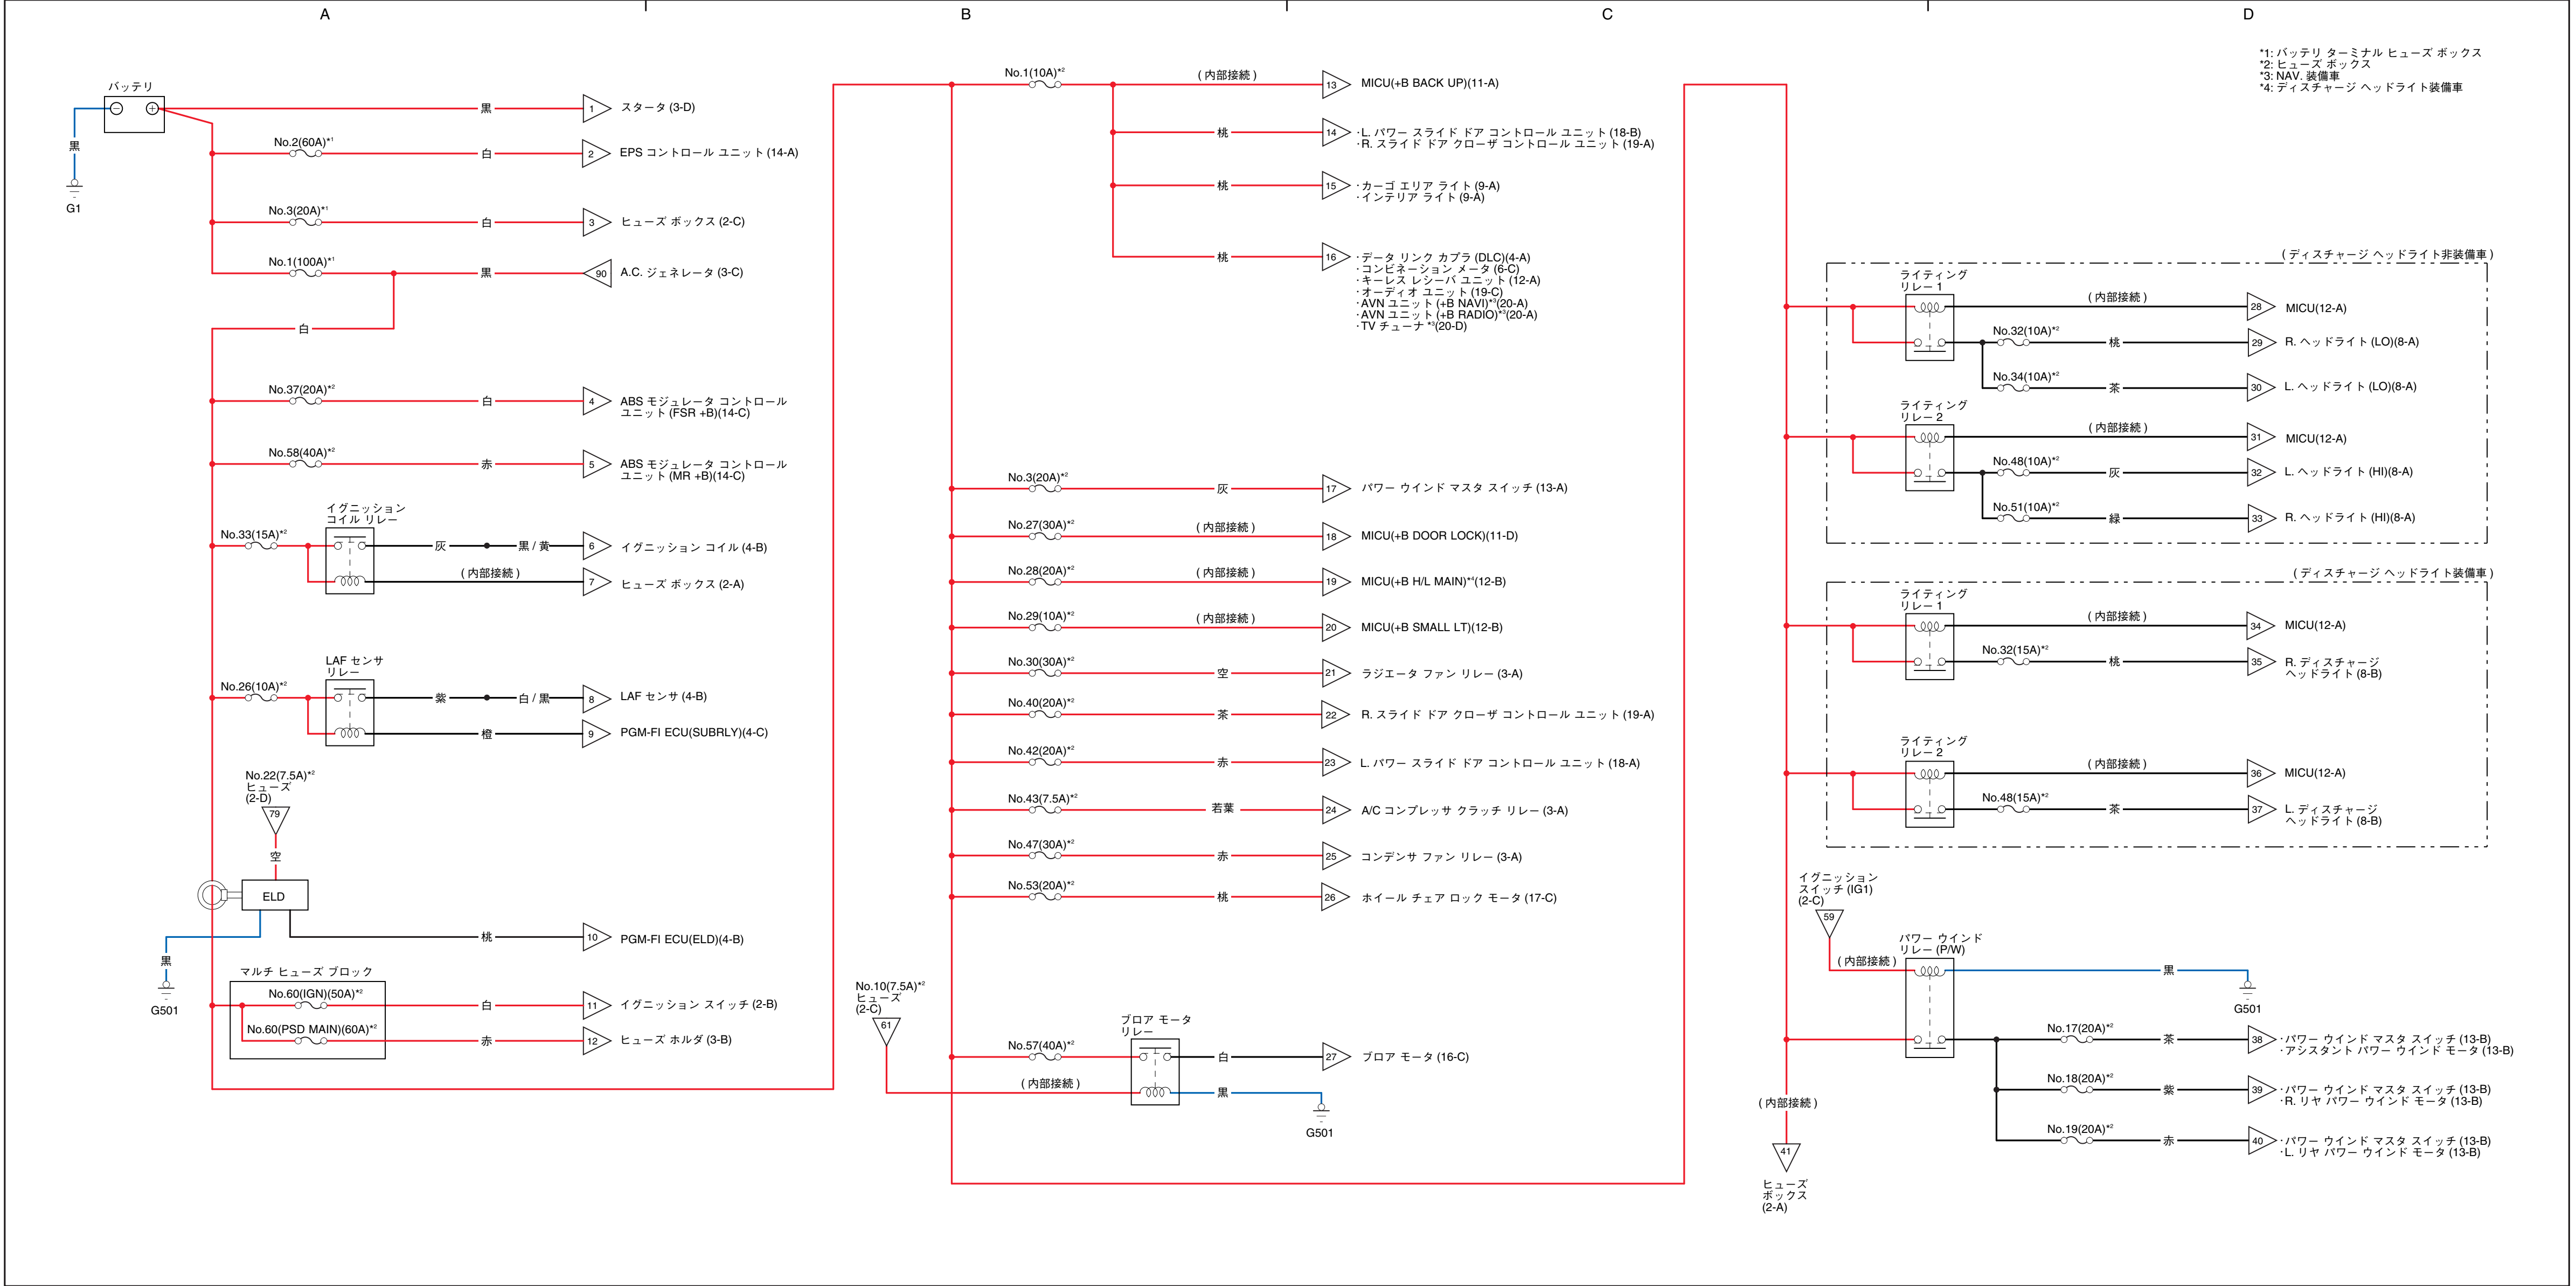 A
B
C
D
*1: バッテリ ターミナル ヒューズ ボックス
*2: ヒューズ ボックス
*3: NAV. 装備車
*4: ディスチャージ ヘッドライト装備車
バッテリ
黒
G1
黒
1
スタータ (3-D)
No.2(60A)*1
白
2
EPS コントロール ユニット (14-A)
No.3(20A)*1
白
3
ヒューズ ボックス (2-C)
No.1(100A)*1
黒
90
A.C. ジェネレータ (3-C)
白
No.37(20A)*2
白
4
ABS モジュレータ コントロール
ユニット (FSR +B)(14-C)
No.58(40A)*2
赤
5
ABS モジュレータ コントロール
ユニット (MR +B)(14-C)
イグニッション
コイル リレー
No.33(15A)*2
灰
黒 / 黄
6
イグニッション コイル (4-B)
( 内部接続 )
7
ヒューズ ボックス (2-A)
LAF センサ
リレー
No.26(10A)*2
紫
白 / 黒
8
LAF センサ (4-B)
橙
9
PGM-FI ECU(SUBRLY)(4-C)
No.22(7.5A)*2
ヒューズ
(2-D)
79
空
ELD
桃
10
PGM-FI ECU(ELD)(4-B)
黒
G501
マルチ ヒューズ ブロック
No.60(IGN)(50A)*2
白
11
イグニッション スイッチ (2-B)
No.60(PSD MAIN)(60A)*2
赤
12
ヒューズ ホルダ (3-B)
No.1(10A)*2
( 内部接続 )
13
MICU(+B BACK UP)(11-A)
桃
14
·L. パワー スライド ドア コントロール ユニット (18-B)
·R. スライド ドア クローザ コントロール ユニット (19-A)
桃
15
·カーゴ エリア ライト (9-A)
·インテリア ライト (9-A)
桃
16
·データ リンク カプラ (DLC)(4-A)
·コンビネーション メータ (6-C)
·キーレス レシーバ ユニット (12-A)
·オーディオ ユニット (19-C)
·AVN ユニット (+B NAVI)*3(20-A)
·AVN ユニット (+B RADIO)*3(20-A)
·TV チューナ *3(20-D)
No.3(20A)*2
灰
17
パワー ウインド マスタ スイッチ (13-A)
No.27(30A)*2
( 内部接続 )
18
MICU(+B DOOR LOCK)(11-D)
No.28(20A)*2
( 内部接続 )
19
MICU(+B H/L MAIN)*4(12-B)
No.29(10A)*2
( 内部接続 )
20
MICU(+B SMALL LT)(12-B)
No.30(30A)*2
空
21
ラジエータ ファン リレー (3-A)
No.40(20A)*2
茶
22
R. スライド ドア クローザ コントロール ユニット (19-A)
No.42(20A)*2
赤
23
L. パワー スライド ドア コントロール ユニット (18-A)
No.43(7.5A)*2
若葉
24
A/C コンプレッサ クラッチ リレー (3-A)
No.47(30A)*2
赤
25
コンデンサ ファン リレー (3-A)
No.53(20A)*2
桃
26
ホイール チェア ロック モータ (17-C)
No.10(7.5A)*2
ヒューズ
(2-C)
61
ブロア モータ
リレー
No.57(40A)*2
白
27
ブロア モータ (16-C)
( 内部接続 )
黒
G501
( ディスチャージ ヘッドライト非装備車 )
ライティング
リレー 1
( 内部接続 )
28
MICU(12-A)
No.32(10A)*2
桃
29
R. ヘッドライト (LO)(8-A)
No.34(10A)*2
茶
30
L. ヘッドライト (LO)(8-A)
ライティング
リレー 2
( 内部接続 )
31
MICU(12-A)
No.48(10A)*2
灰
32
L. ヘッドライト (HI)(8-A)
No.51(10A)*2
緑
33
R. ヘッドライト (HI)(8-A)
( ディスチャージ ヘッドライト装備車 )
ライティング
リレー 1
( 内部接続 )
34
MICU(12-A)
No.32(15A)*2
桃
35
R. ディスチャージ
ヘッドライト (8-B)
ライティング
リレー 2
( 内部接続 )
36
MICU(12-A)
No.48(15A)*2
茶
37
L. ディスチャージ
ヘッドライト (8-B)
イグニッション
スイッチ (IG1)
(2-C)
59
( 内部接続 )
パワー ウインド
リレー (P/W)
黒
G501
No.17(20A)*2
茶
38
·パワー ウインド マスタ スイッチ (13-B)
·アシスタント パワー ウインド モータ (13-B)
No.18(20A)*2
紫
39
·パワー ウインド マスタ スイッチ (13-B)
·R. リヤ パワー ウインド モータ (13-B)
No.19(20A)*2
赤
40
·パワー ウインド マスタ スイッチ (13-B)
·L. リヤ パワー ウインド モータ (13-B)
( 内部接続 )
41
ヒューズ
ボックス
(2-A)